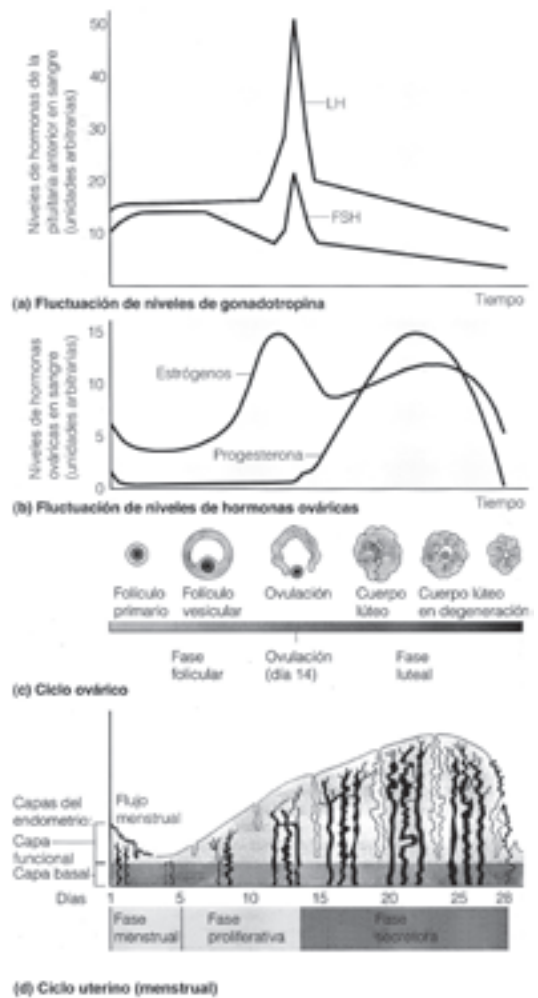 Niveles de hormonas de la
pituitaria anterior en sangre
(unidades arbitrarias)
50
40
30
20
10
LH
FSH
(a) Fluctuación de niveles de gonadotropina
Tiempo
Niveles de hormonas
ováricas en sangre
(unidades arbitrarias)
15
10
5
0
Estrógenos
Progesterona
Tiempo
(b) Fluctuación de niveles de hormonas ováricas
Folículo primario
Folículo vesicular
Ovulación
Cuerpo lúteo
Cuerpo lúteo en degeneración
Fase folicular
Ovulación (día 14)
Fase luteal
(c) Ciclo ovárico
Capas del endometrio:
Flujo menstrual
Capa funcional
Capa basal
Días 1 5 10 15 20 25 28
Fase menstrual
Fase proliferativa
Fase secretora
(d) Ciclo uterino (menstrual)